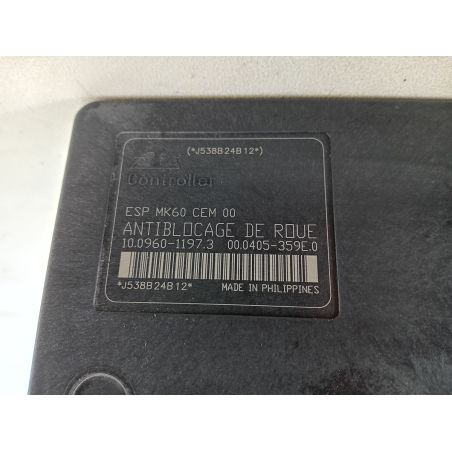 (*J538B24B12*)
ATE
Controller
ESP MK60 CEM 00
ANTIBLOCAGE DE ROUE
10.0960-1197.3 00.0405-359E.0
*J538B24B12* MADE IN PHILIPPINES